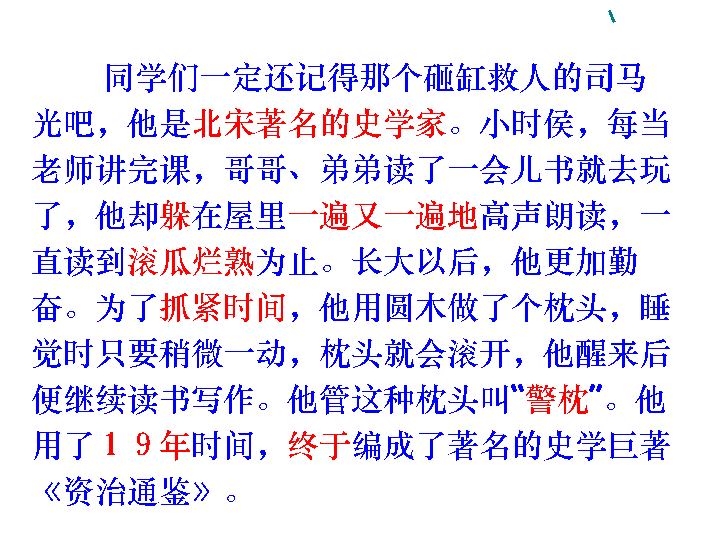 同学们一定还记得那个砸缸救人的司马
光吧，他是北宋著名的史学家。小时侯，每当
老师讲完课，哥哥、弟弟读了一会儿书就去玩
了，他却躲在屋里一遍又一遍地高声朗读，一
直读到滚瓜烂熟为止。长大以后，他更加勤
奋。为了抓紧时间，他用圆木做了个枕头，睡
觉时只要稍微一动，枕头就会滚开，他醒来后
便继续读书写作。他管这种枕头叫“警枕”。他
用了１９年时间，终于编成了著名的史学巨著
《资治通鉴》。